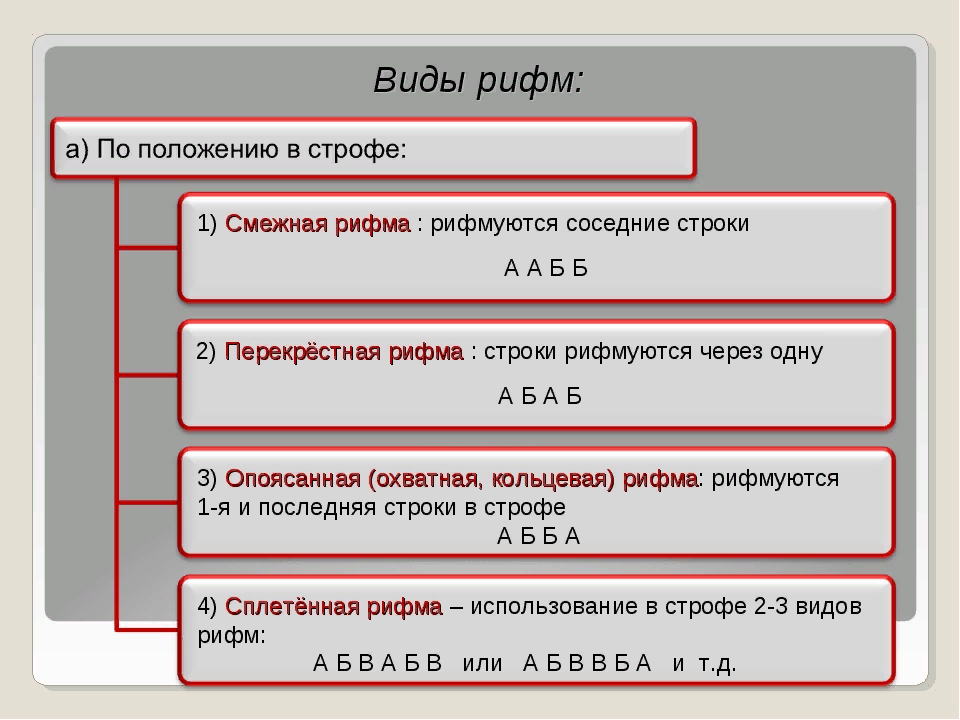 Виды рифм:
а) По положению в строфе:
1) Смежная рифма : рифмуются соседние строки
А А Б Б
2) Перекрёстная рифма : строки рифмуются через одну
А Б А Б
3) Опоясанная (охватная, кольцевая) рифма: рифмуются
1-я и последняя строки в строфе
А Б Б А
4) Сплетённая рифма – использование в строфе 2-3 видов
рифм:
А Б В А Б В или А Б В В Б А и т.д.